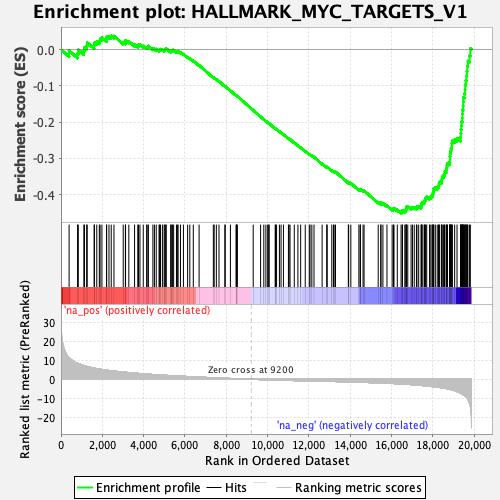 Enrichment plot: HALLMARK_MYC_TARGETS_V1
Enrichment score (ES)
0.0
-0.1
-0.2
-0.3
-0.4
Ranked list metric (PreRanked)
30
20
10
0
-10
-20
'na_pos' (positively correlated)
Zero cross at 9200
'na_neg' (negatively correlated)
0
2,000
4,000
6,000
8,000
10,000
12,000
14,000
16,000
18,000
20,000
Rank in Ordered Dataset
Enrichment profile
Hits
Ranking metric scores